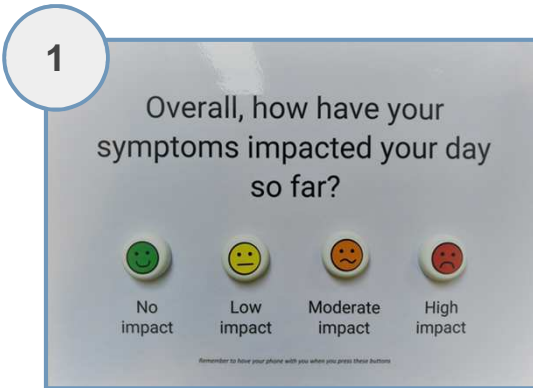 1
Overall, how have your
symptoms impacted your day
so far?
No
impact
Low
impact
Moderate
impact
High
impact
Remember to have your phone with you when you press these buttons